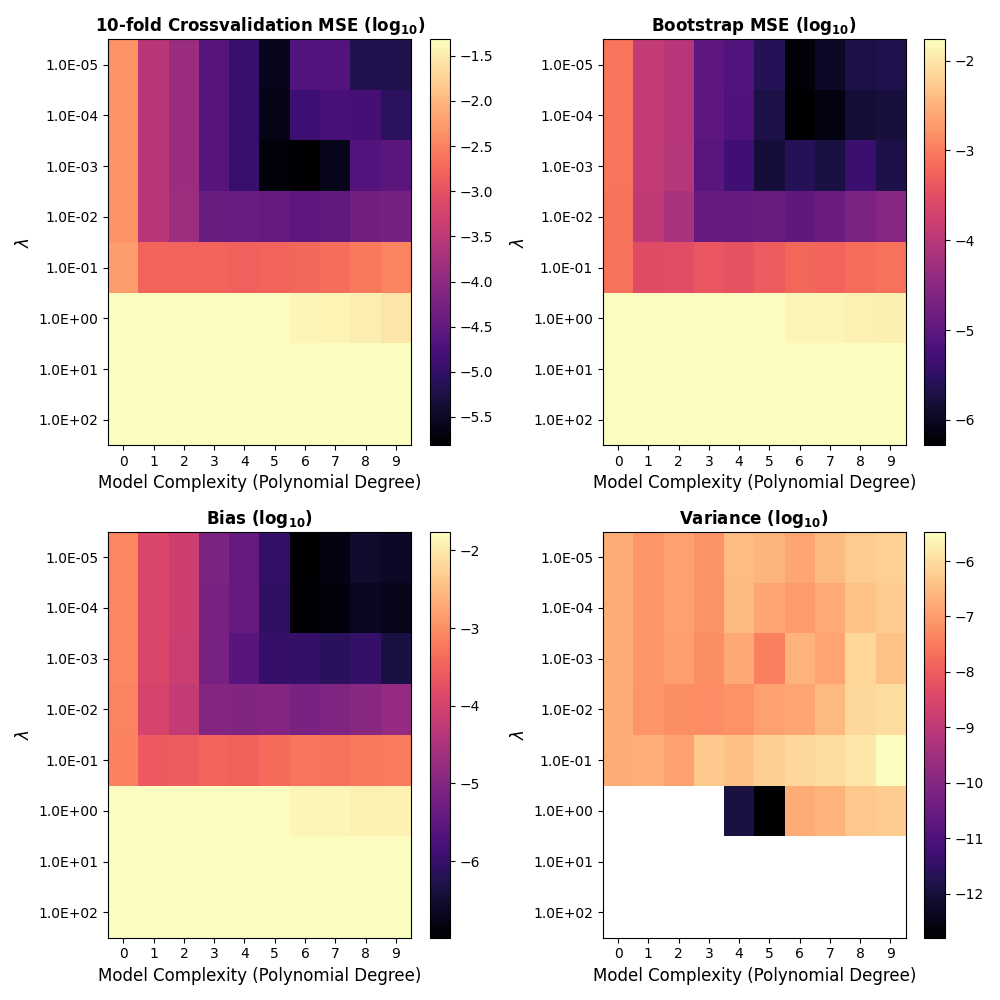 10-fold Crossvalidation MSE (log₁₀)
1.0E-05
1.0E-04
1.0E-03
1.0E-02
1.0E-01
1.0E+00
1.0E+01
1.0E+02
λ
0 1 2 3 4 5 6 7 8 9
Model Complexity (Polynomial Degree)
−1.5
−2.0
−2.5
−3.0
−3.5
−4.0
−4.5
−5.0
−5.5
Bootstrap MSE (log₁₀)
1.0E-05
1.0E-04
1.0E-03
1.0E-02
1.0E-01
1.0E+00
1.0E+01
1.0E+02
λ
0 1 2 3 4 5 6 7 8 9
Model Complexity (Polynomial Degree)
−2
−3
−4
−5
−6
Bias (log₁₀)
1.0E-05
1.0E-04
1.0E-03
1.0E-02
1.0E-01
1.0E+00
1.0E+01
1.0E+02
λ
0 1 2 3 4 5 6 7 8 9
Model Complexity (Polynomial Degree)
−2
−3
−4
−5
−6
Variance (log₁₀)
1.0E-05
1.0E-04
1.0E-03
1.0E-02
1.0E-01
1.0E+00
1.0E+01
1.0E+02
λ
0 1 2 3 4 5 6 7 8 9
Model Complexity (Polynomial Degree)
−6
−7
−8
−9
−10
−11
−12